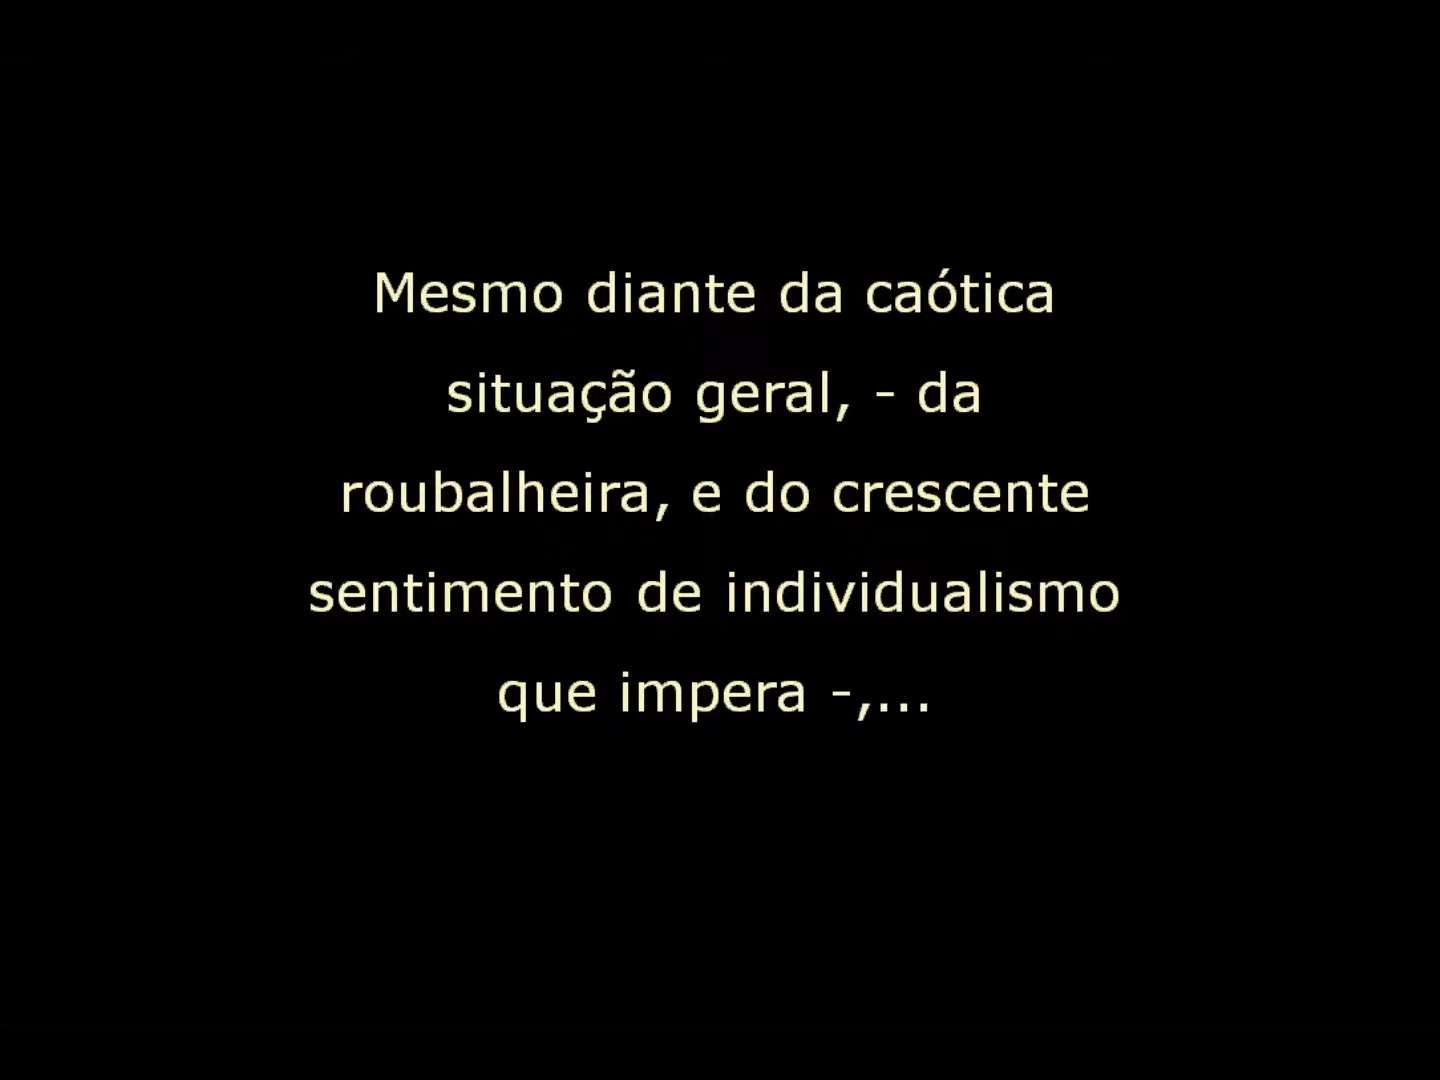 Mesmo diante da caótica
situação geral, - da
roubalheira, e do crescente
sentimento de individualismo
que impera -,...